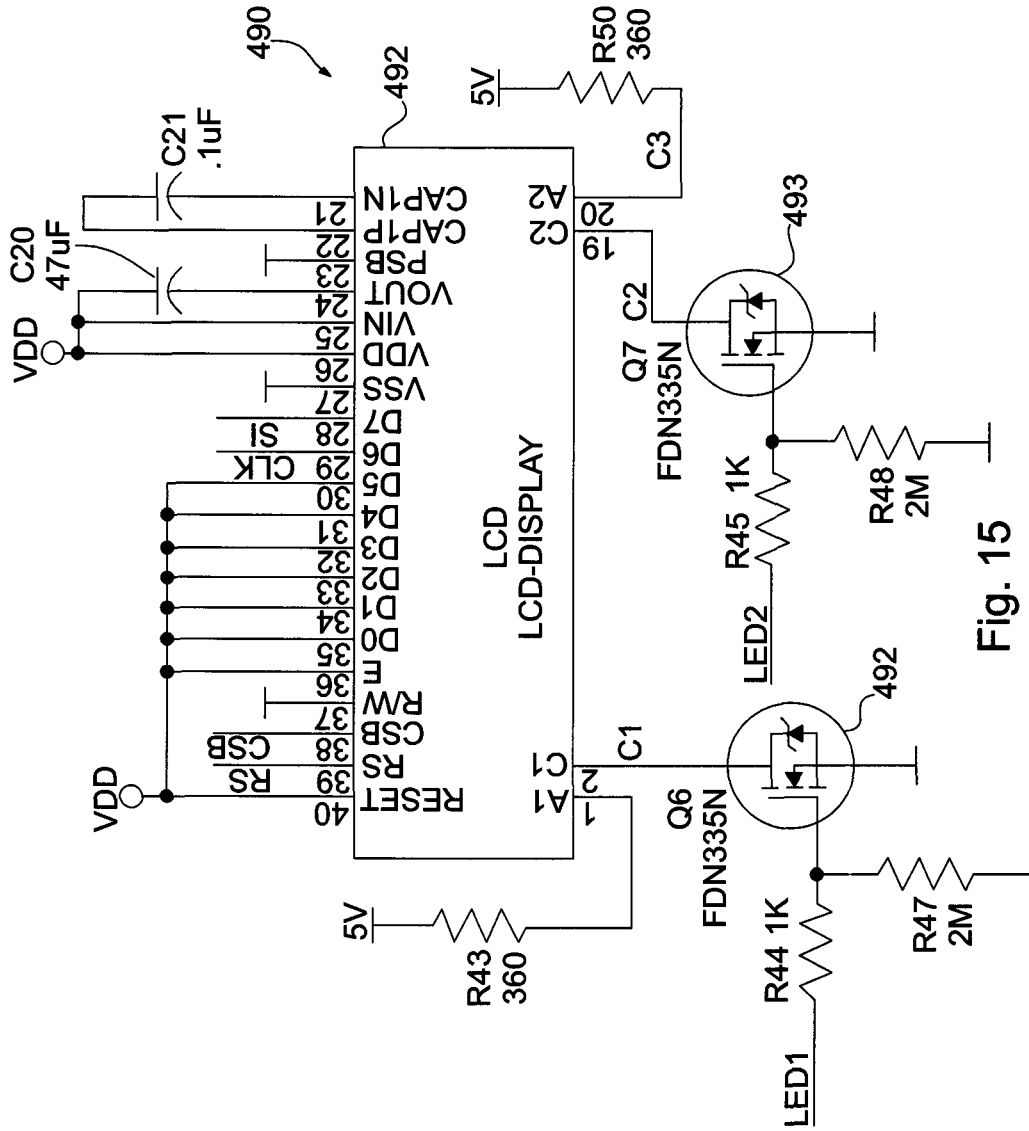 490
492
VDD
C20
47uF
C21
.1uF
VDD
RS
CSB
CLK
SI
40
39
38
37
36
35
34
33
32
31
30
29
28
27
26
25
24
23
22
21
RESET
RS
CSB
R/W
E
D0
D1
D2
D3
D4
D5
D6
D7
VSS
VDD
VIN
VOUT
PSB
CAP1P
CAP1N
LCD
LCD-DISPLAY
A1
C1
C2
A2
1
2
19
20
5V
R43
360
C1
C2
C3
5V
R50
360
Q6
FDN335N
492
R44 1K
LED1
R47
2M
Q7
FDN335N
493
R45 1K
LED2
R48
2M
Fig. 15